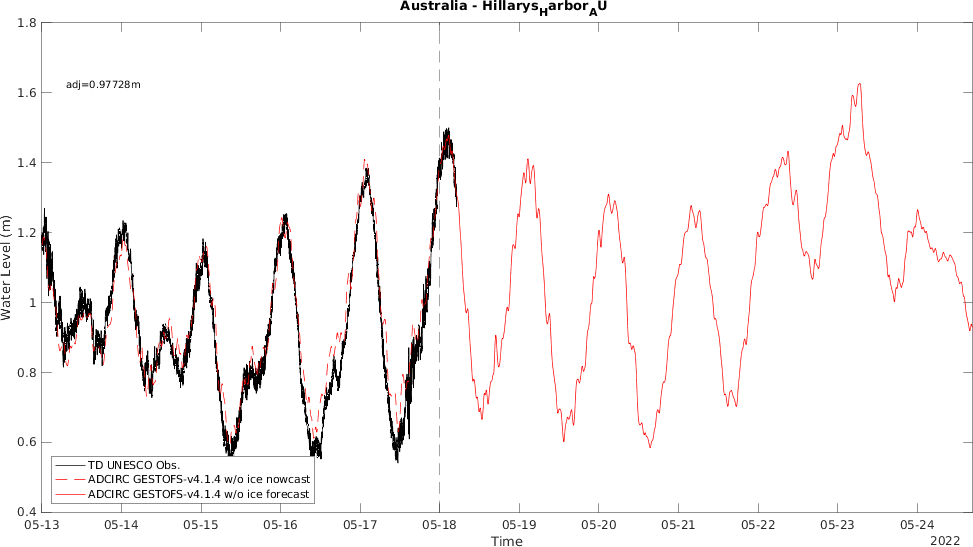 Australia - HillarysHarborAU
adj=0.97728m
Water Level (m)
1.8
1.6
1.4
1.2
1
0.8
0.6
0.4
TD UNESCO Obs.
ADCIRC GESTOFS-v4.1.4 w/o ice nowcast
ADCIRC GESTOFS-v4.1.4 w/o ice forecast
05-13 05-14 05-15 05-16 05-17 05-18 05-19 05-20 05-21 05-22 05-23 05-24
Time
2022